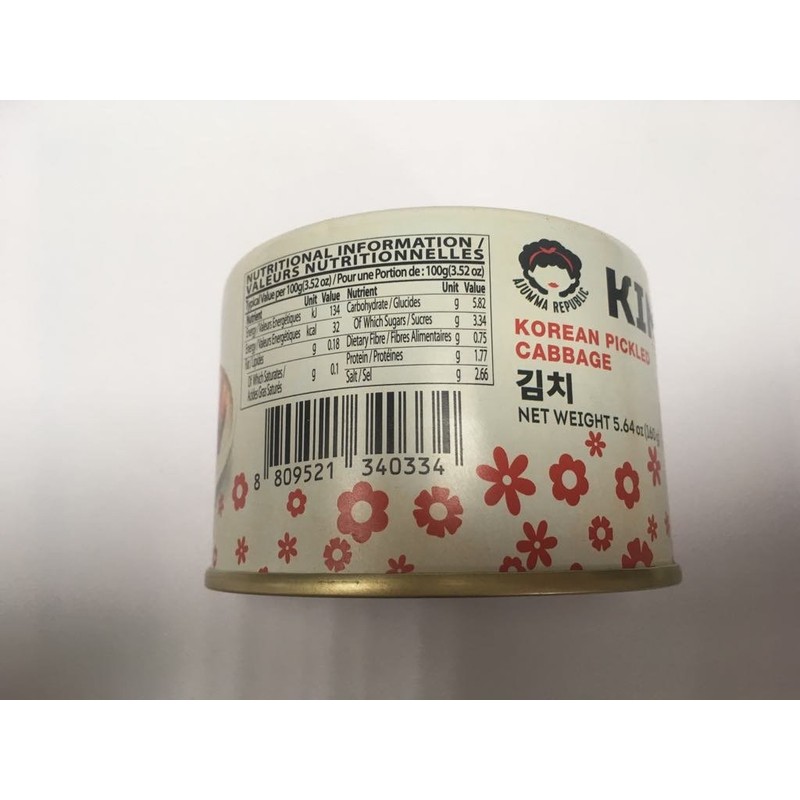 NUTRITIONAL INFORMATION /
VALEURS NUTRITIONNELLES
Typical Value per 100g(3.52 oz) / Pour une Portion de : 100g(3.52 oz)
Nutrient Unit Value Nutrient Unit Value
Energy / Valeurs Energetiques kJ 134 Carbohydrate / Glucides g 5.82
Energy / Valeurs Energetiques kcal 32 Of Which Sugars / Sucres g 3.34
Fat / Lipides g 0.18 Dietary Fibre / Fibres Alimentaires g 0.75
Of Which Saturates / g 0.1 Protein / Protéines g 1.77
Acides Gras Saturés Salt / Sel g 2.66
8 809521 340334
AJUMMA REPUBLIC
KI
KOREAN PICKLED
CABBAGE
김치
NET WEIGHT 5.64 oz (160 g